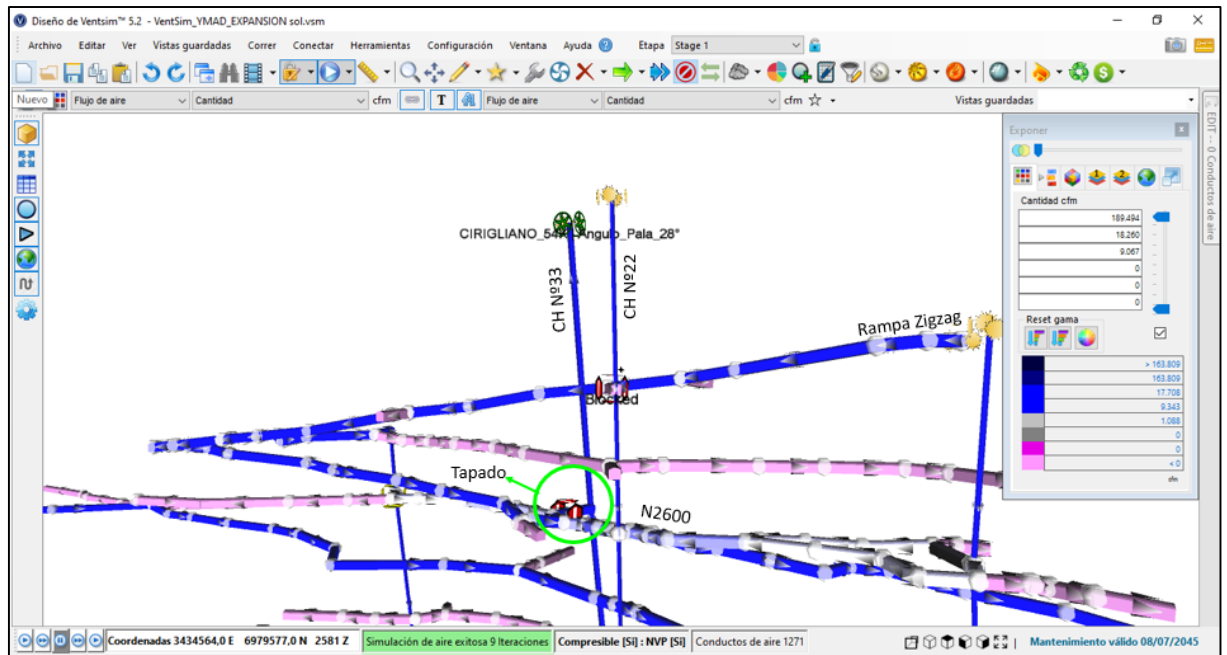 Diseño de Ventsim™ 5.2 - VentSim_YMAD_EXPANSION sol.vsm
Archivo Editar Ver Vistas guardadas Correr Conectar Herramientas Configuración Ventana Ayuda Etapa Stage 1
Nuevo Flujo de aire Cantidad cfm T Flujo de aire Cantidad cfm Vistas guardadas
EDIT -- 0 Conductos de aire
Exponer
Cantidad cfm
189.494
18.260
9.067
0
0
Reset gama
> 163.809
163.809
17.708
9.343
1.088
0
0
< 0
cfm
CH Nº33
CH Nº22
Rampa Zigzag
Blocked
Tapado
N2600
Coordenadas 3434564,0 E 6979577,0 N 2581 Z Simulación de aire exitosa 9 Iteraciones Compresible [Si] : NVP [Si] Conductos de aire 1271 Mantenimiento válido 08/07/2045